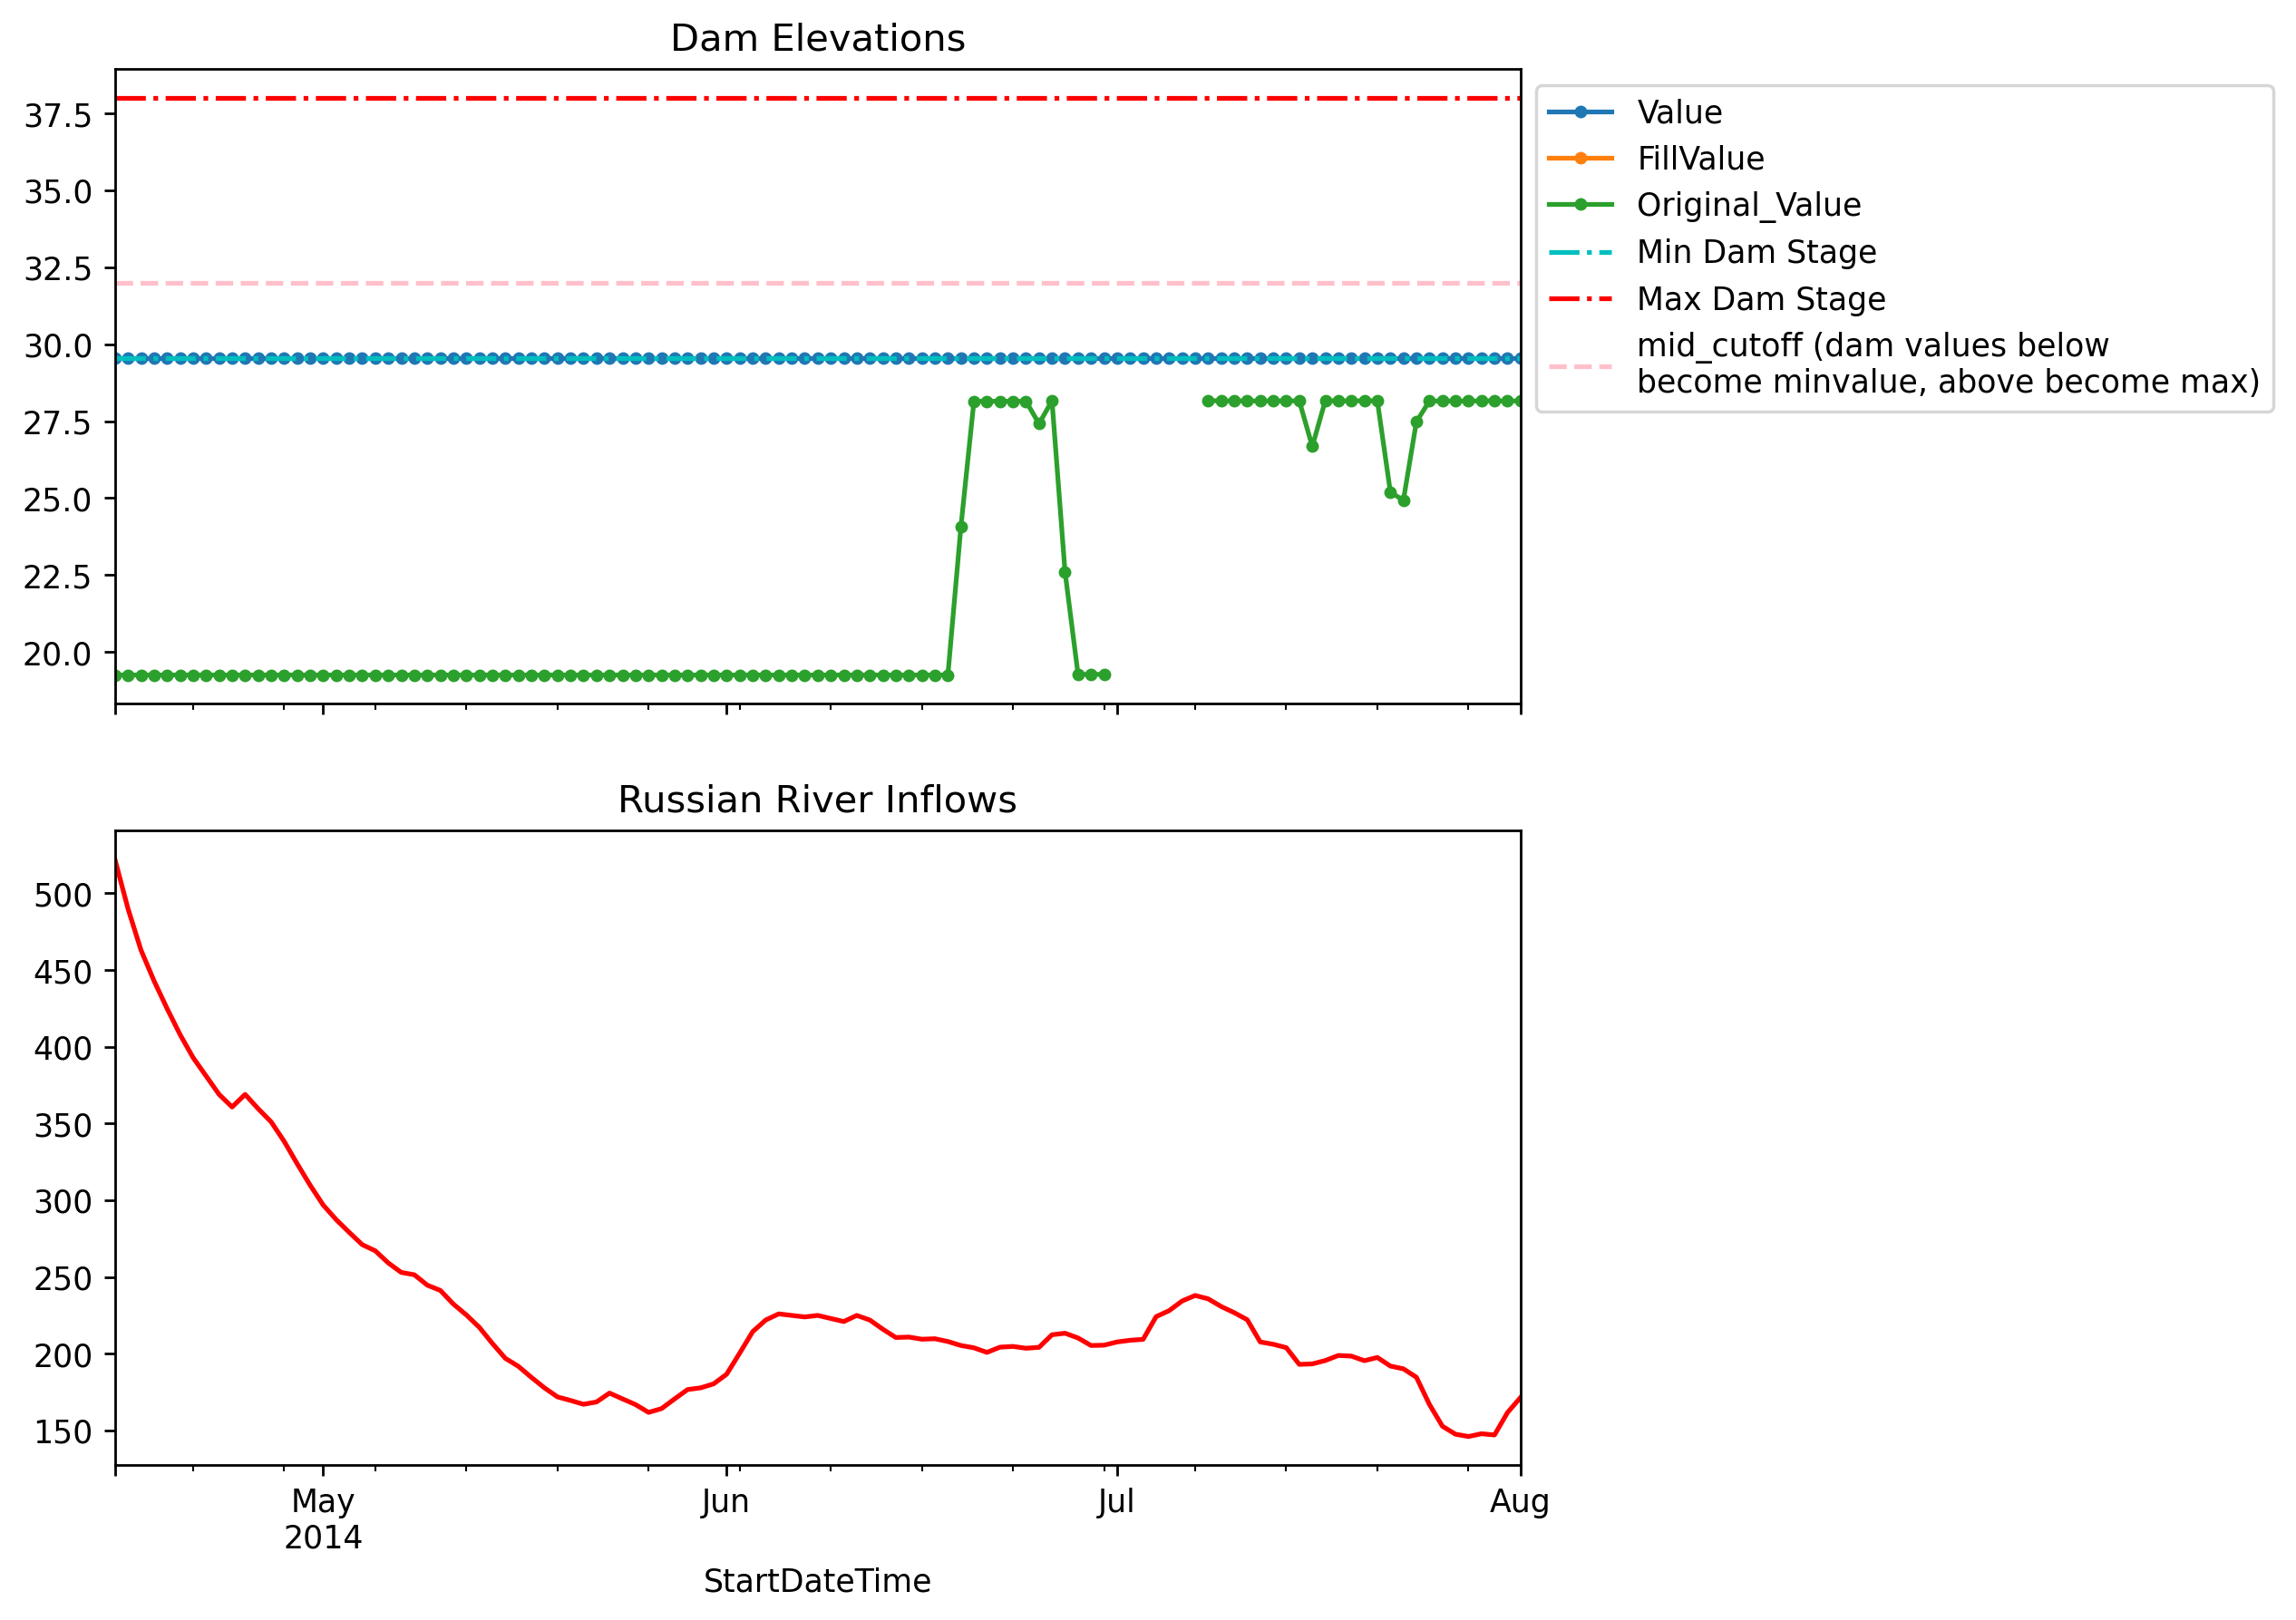 Dam Elevations
37.5
35.0
32.5
30.0
27.5
25.0
22.5
20.0
Value
FillValue
Original_Value
Min Dam Stage
Max Dam Stage
mid_cutoff (dam values below
become minvalue, above become max)
Russian River Inflows
500
450
400
350
300
250
200
150
May Jun Jul Aug
2014
StartDateTime